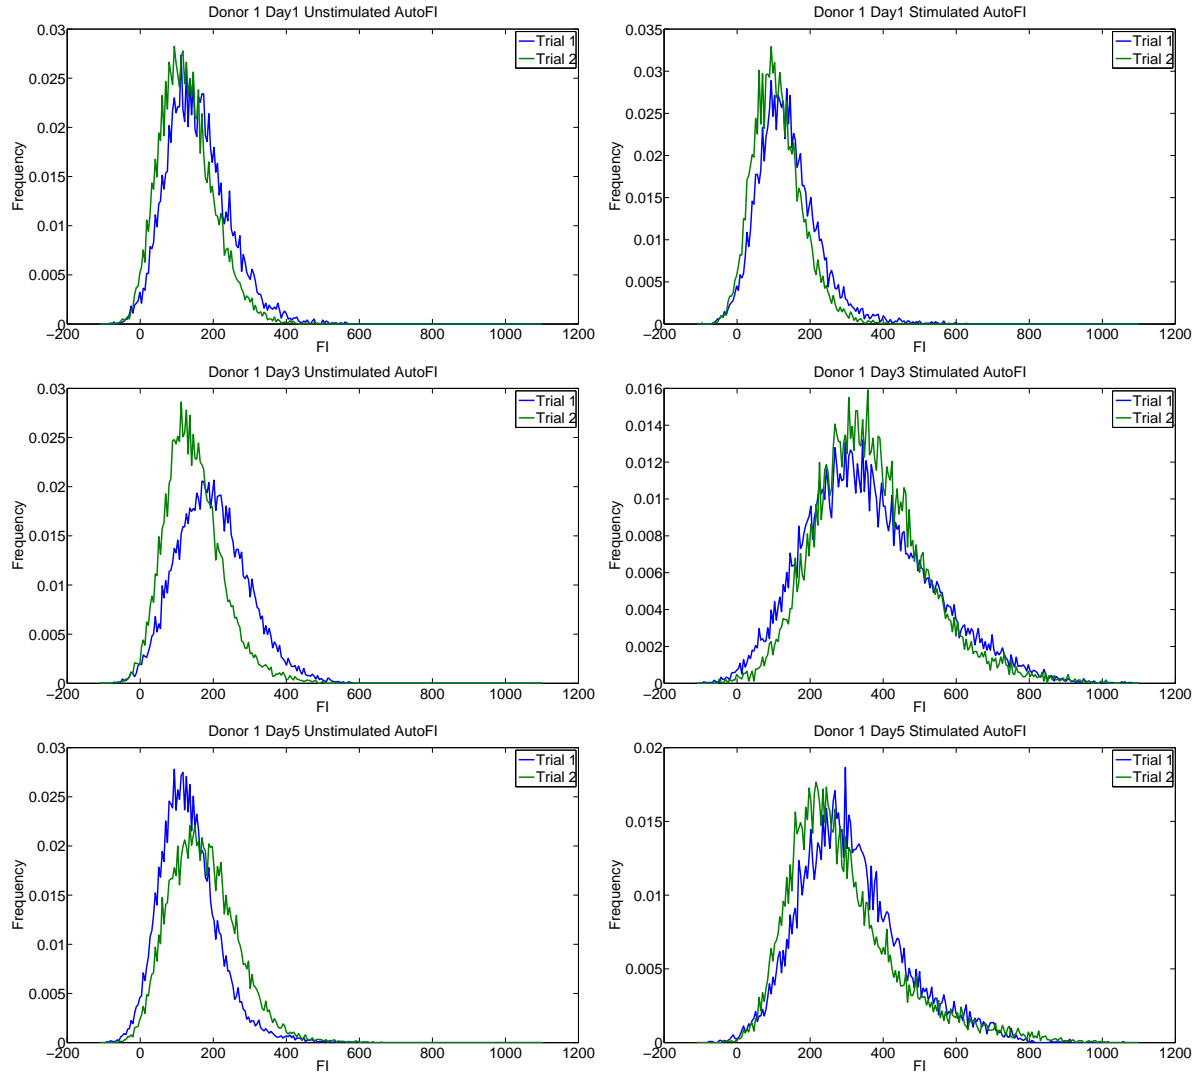 Donor 1 Day1 Unstimulated AutoFI
0.03
0.025
0.02
0.015
0.01
0.005
0
Frequency
−200 0 200 400 600 800 1000 1200
FI
Trial 1
Trial 2
Donor 1 Day1 Stimulated AutoFI
0.035
0.03
0.025
0.02
0.015
0.01
0.005
0
Frequency
−200 0 200 400 600 800 1000 1200
FI
Trial 1
Trial 2
Donor 1 Day3 Unstimulated AutoFI
0.03
0.025
0.02
0.015
0.01
0.005
0
Frequency
−200 0 200 400 600 800 1000 1200
FI
Trial 1
Trial 2
Donor 1 Day3 Stimulated AutoFI
0.016
0.014
0.012
0.01
0.008
0.006
0.004
0.002
0
Frequency
−200 0 200 400 600 800 1000 1200
FI
Trial 1
Trial 2
Donor 1 Day5 Unstimulated AutoFI
0.03
0.025
0.02
0.015
0.01
0.005
0
Frequency
−200 0 200 400 600 800 1000 1200
FI
Trial 1
Trial 2
Donor 1 Day5 Stimulated AutoFI
0.02
0.015
0.01
0.005
0
Frequency
−200 0 200 400 600 800 1000 1200
FI
Trial 1
Trial 2